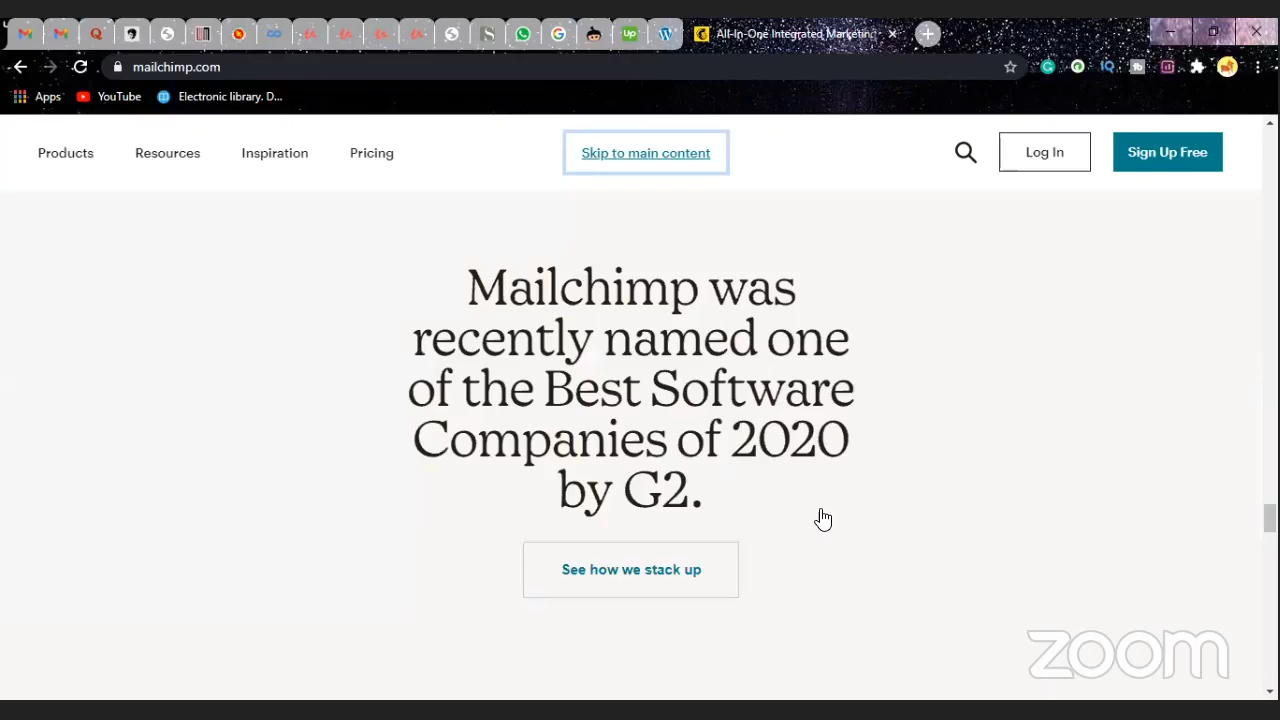 Up
All-In-One Integrated Marketing
mailchimp.com
Apps YouTube Electronic library. D...
Products Resources Inspiration Pricing Skip to main content Log In Sign Up Free
Mailchimp was
recently named one
of the Best Software
Companies of 2020
by G2.
See how we stack up
zoom